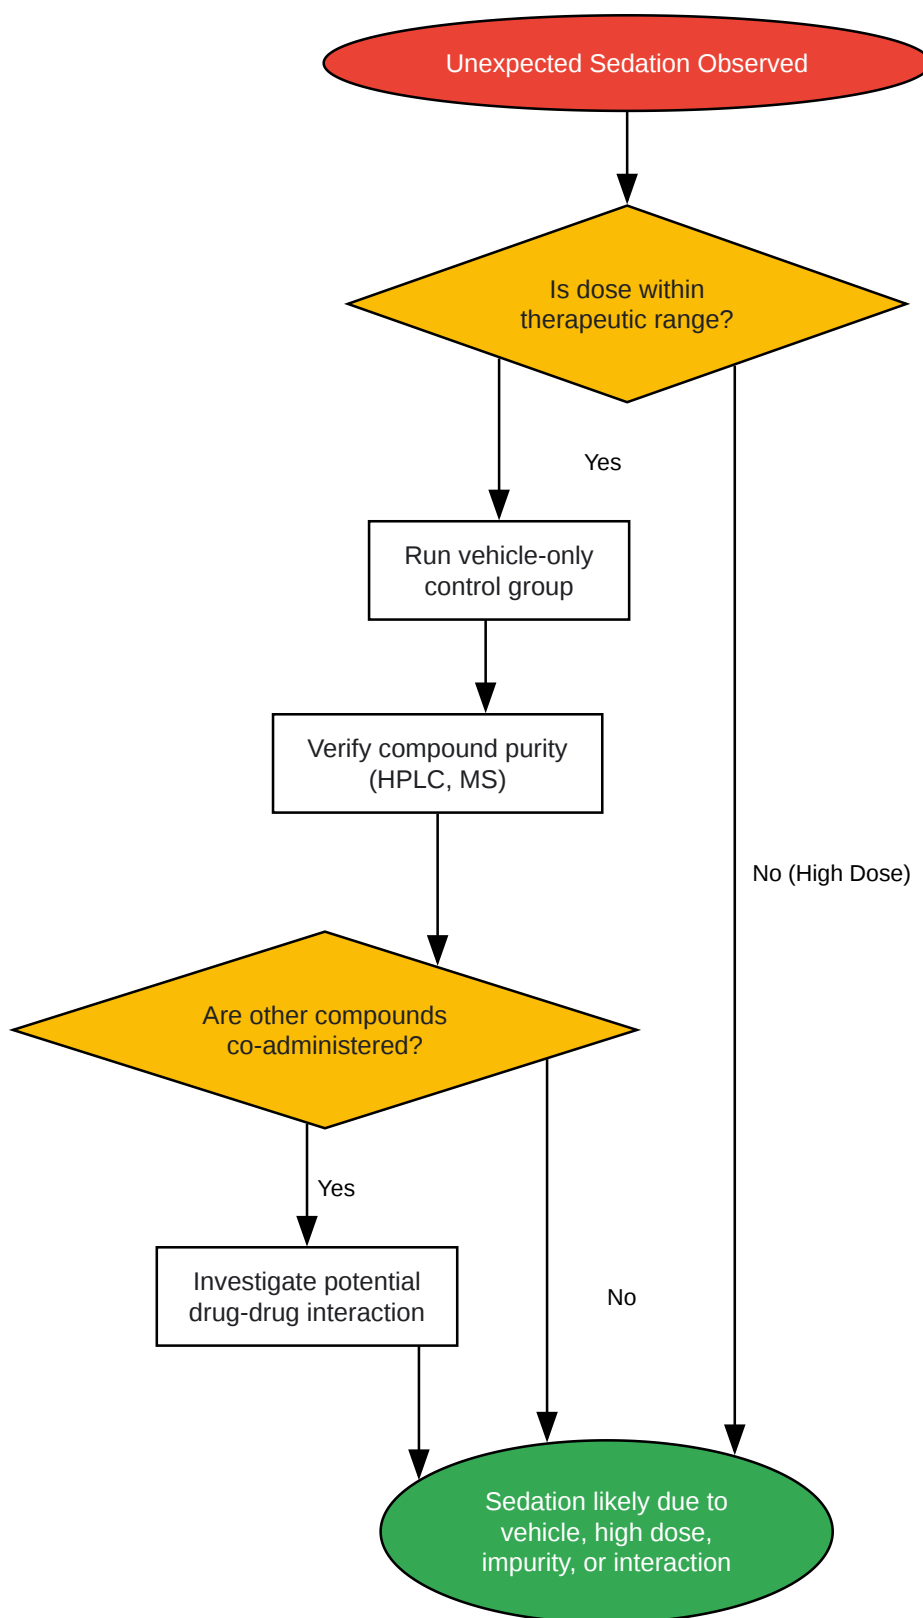 Unexpected Sedation Observed
Is dose within
therapeutic range?
Yes
Run vehicle-only
control group
Verify compound purity
(HPLC, MS)
No (High Dose)
Are other compounds
co-administered?
Yes
Investigate potential
drug-drug interaction
No
Sedation likely due to
vehicle, high dose,
impurity, or interaction